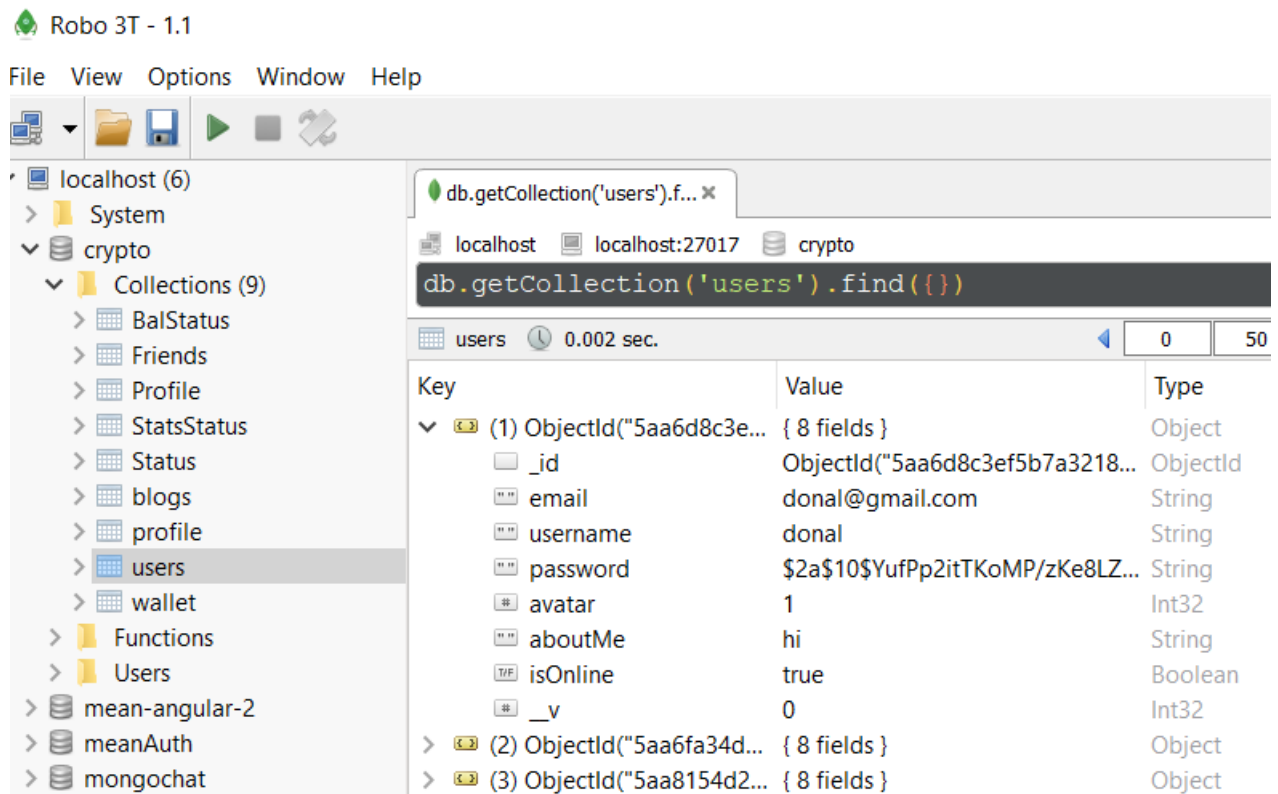 Robo 3T - 1.1
File View Options Window Help
localhost (6)
System
crypto
Collections (9)
BalStatus
Friends
Profile
StatsStatus
Status
blogs
profile
users
wallet
Functions
Users
mean-angular-2
meanAuth
mongochat
db.getCollection('users').f...
localhost localhost:27017 crypto
db.getCollection('users').find({})
users 0.002 sec. 0 50
Key Value Type
(1) ObjectId("5aa6d8c3e... { 8 fields } Object
_id ObjectId("5aa6d8c3ef5b7a3218... ObjectId
"" email donal@gmail.com String
"" username donal String
"" password $2a$10$YufPp2itTKoMP/zKe8LZ... String
# avatar 1 Int32
"" aboutMe hi String
T/F isOnline true Boolean
# __v 0 Int32
(2) ObjectId("5aa6fa34d... { 8 fields } Object
(3) ObjectId("5aa8154d2... { 8 fields } Object